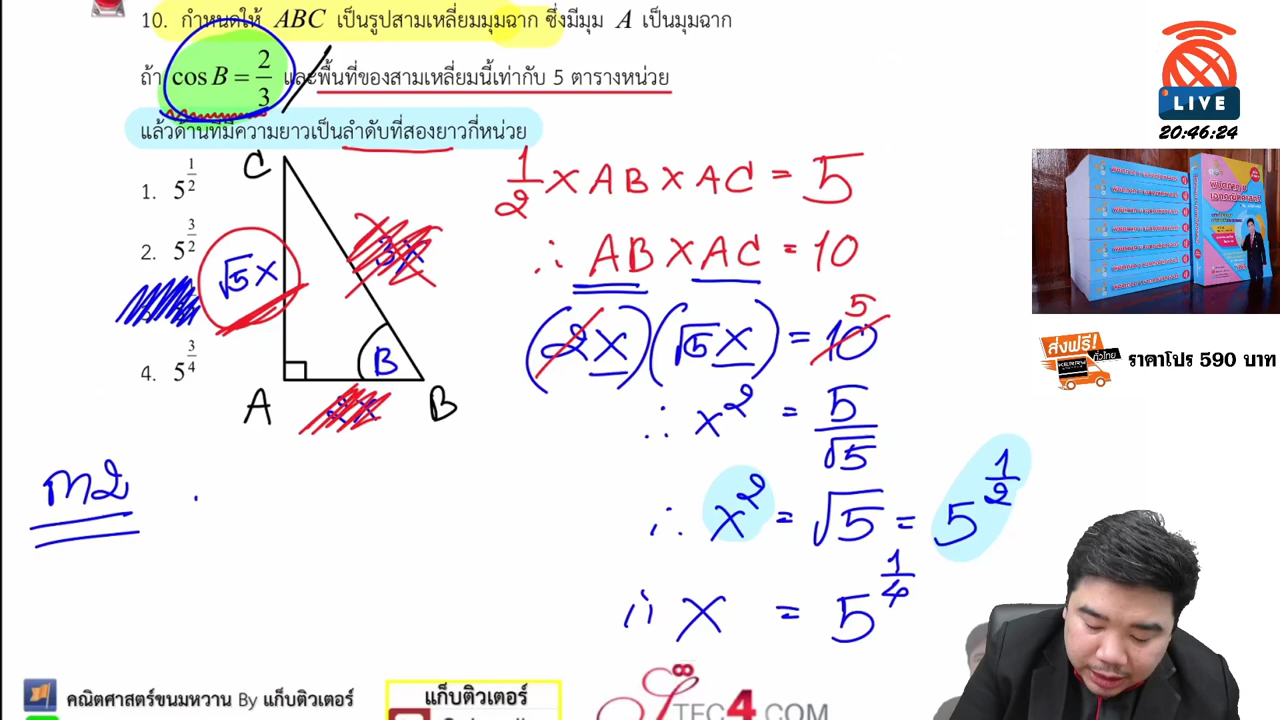 10. กำหนดให้ ABC เป็นรูปสามเหลี่ยมมุมฉาก ซึ่งมีมุม A เป็นมุมฉาก
ถ้า cos B = 2/3 และพื้นที่ของสามเหลี่ยมนี้เท่ากับ 5 ตารางหน่วย
แล้วด้านที่มีความยาวเป็นลำดับที่สองยาวกี่หน่วย
1. 5^(1/2)
2. 5^(3/2)
4. 5^(3/4)
C
√5x
3x
B
A
2x
B
1/2 × AB × AC = 5
∴ AB × AC = 10
(2x)(√5x) = 10 5
∴ x² = 5/√5
∴ x² = √5 = 5^(1/2)
∴ x = 5^(1/4)
LIVE
20:46:24
ส่งฟรี!
ทั่วไทย
ราคาโปร 590 บาท
คณิตศาสตร์ขนมหวาน By แก็บติวเตอร์
แก็บติวเตอร์
TEC4.COM